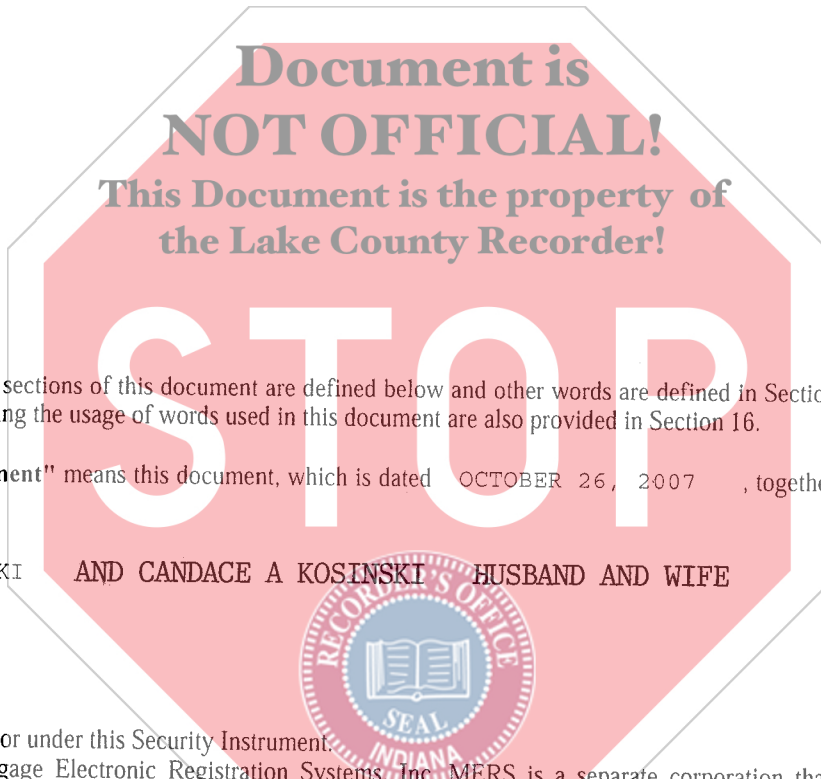 Document is
NOT OFFICIAL!
This Document is the property of
the Lake County Recorder!
STOP
sections of this document are defined below and other words are defined in Sectio
ng the usage of words used in this document are also provided in Section 16.
nent" means this document, which is dated OCTOBER 26, 2007 , togethe
KI AND CANDACE A KOSINSKI HUSBAND AND WIFE
RECORDER'S OFFICE
SEAL
INDIANA
or under this Security Instrument.
gage Electronic Registration Systems, Inc. MERS is a separate corporation tha